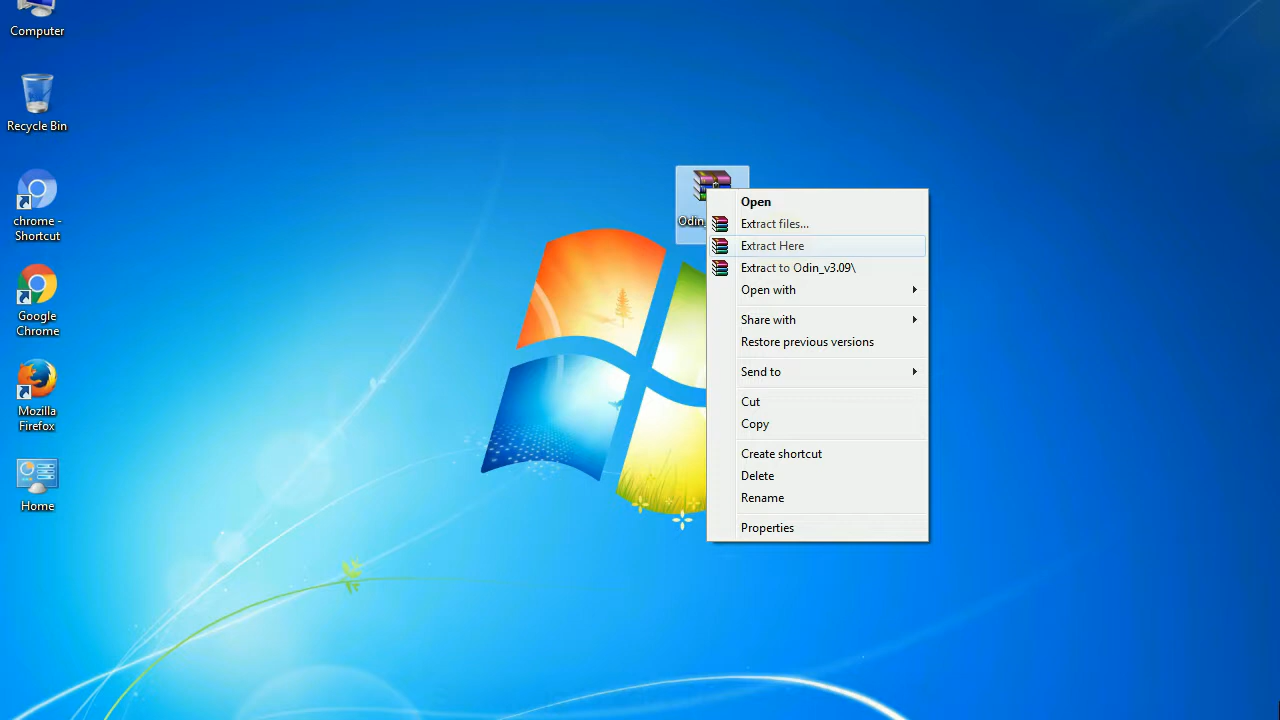 Computer
Recycle Bin
chrome -
Shortcut
Google
Chrome
Mozilla
Firefox
Home
Odin_
Open
Extract files...
Extract Here
Extract to Odin_v3.09\
Open with
Share with
Restore previous versions
Send to
Cut
Copy
Create shortcut
Delete
Rename
Properties